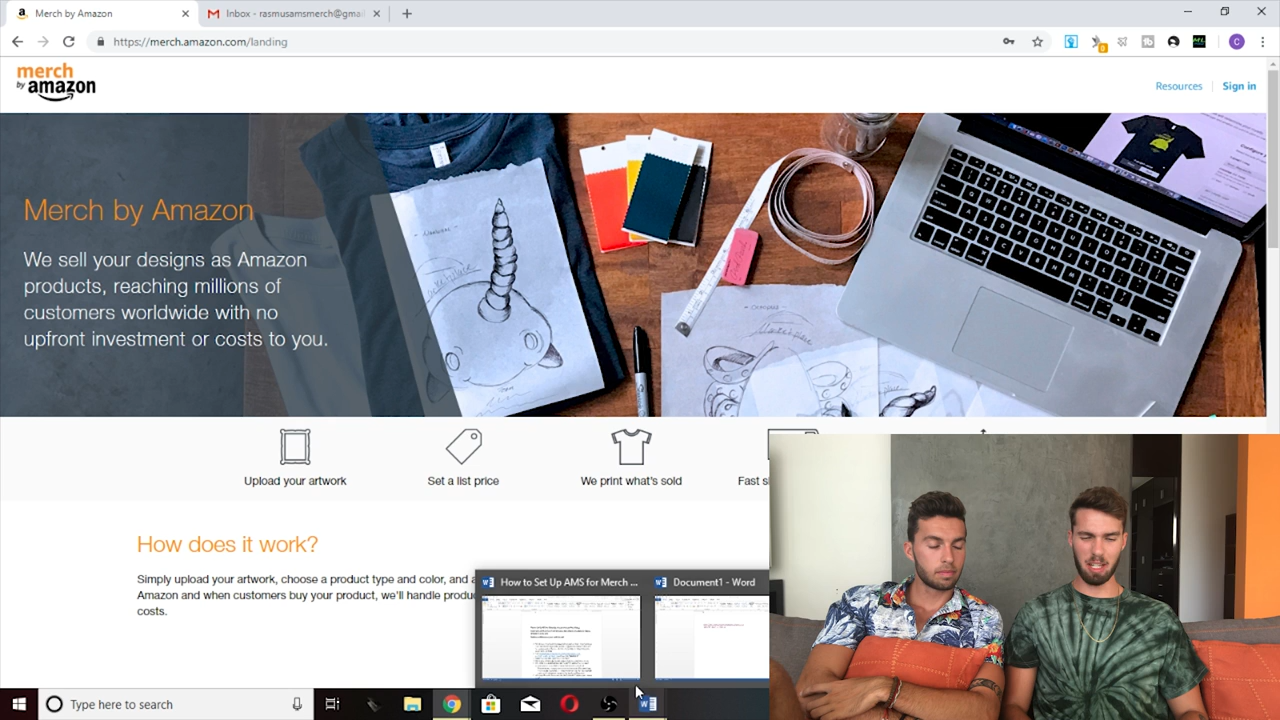 Merch by Amazon
Inbox - rasmusamsmerch@gmai
https://merch.amazon.com/landing
merch
by amazon
Resources
Sign in
Merch by Amazon
We sell your designs as Amazon
products, reaching millions of
customers worldwide with no
upfront investment or costs to you.
Upload your artwork
Set a list price
We print what's sold
How does it work?
Simply upload your artwork, choose a product type and color, and a
Amazon and when customers buy your product, we'll handle produc
costs.
How to Set Up AMS for Merch ...
Document1 - Word
Type here to search